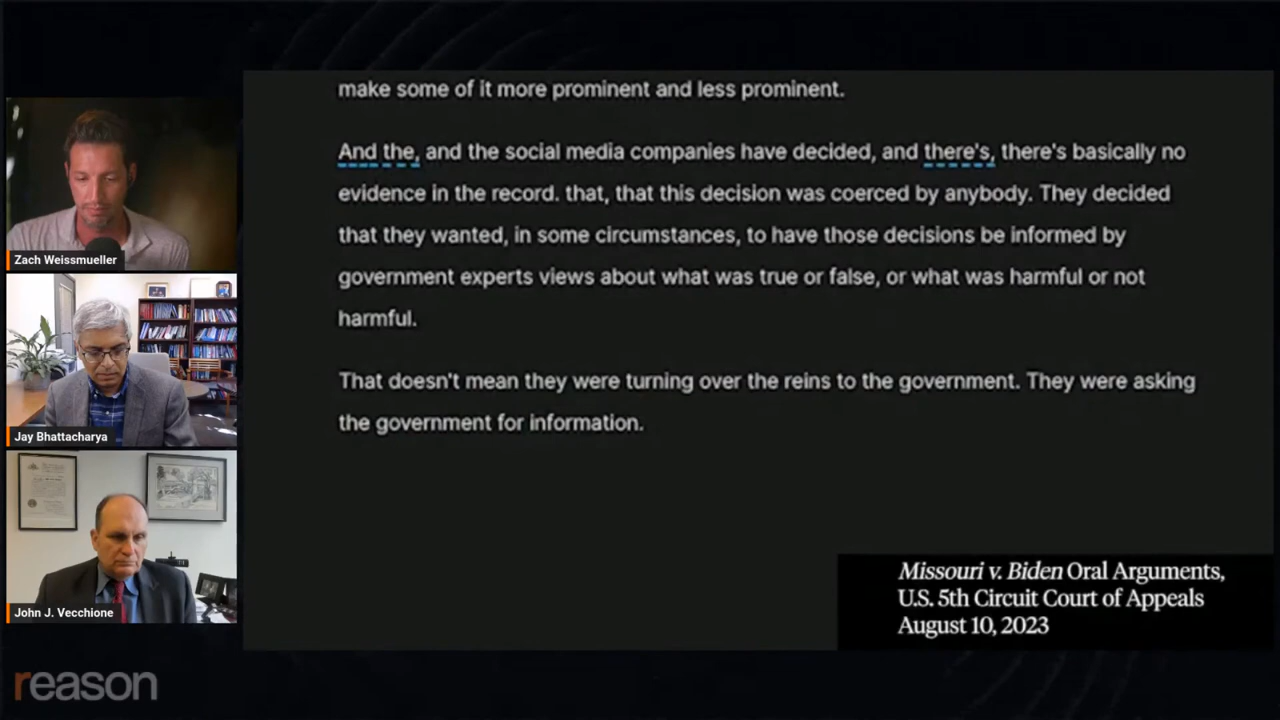 make some of it more prominent and less prominent.
And the, and the social media companies have decided, and there's, there's basically no
evidence in the record. that, that this decision was coerced by anybody. They decided
that they wanted, in some circumstances, to have those decisions be informed by
government experts views about what was true or false, or what was harmful or not
harmful.
That doesn't mean they were turning over the reins to the government. They were asking
the government for information.
Zach Weissmueller
Jay Bhattacharya
John J. Vecchione
Missouri v. Biden Oral Arguments,
U.S. 5th Circuit Court of Appeals
August 10, 2023
reason